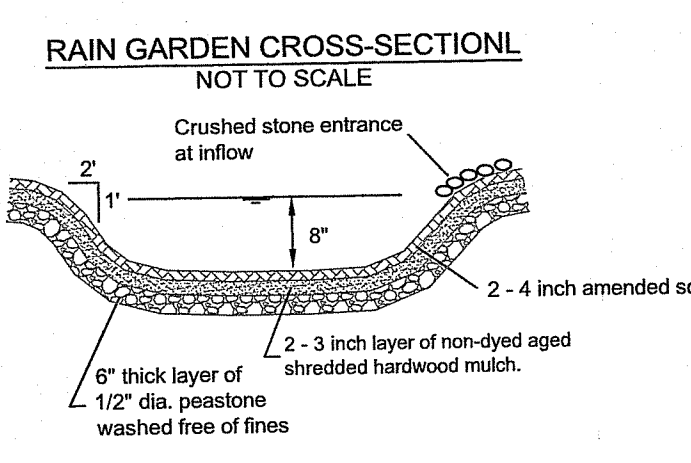 RAIN GARDEN CROSS-SECTIONL
NOT TO SCALE
Crushed stone entrance
at inflow
2'
1'
8"
2 - 4 inch amended
2 - 3 inch layer of non-dyed aged
shredded hardwood mulch.
6" thick layer of
1/2" dia. peastone
washed free of fines